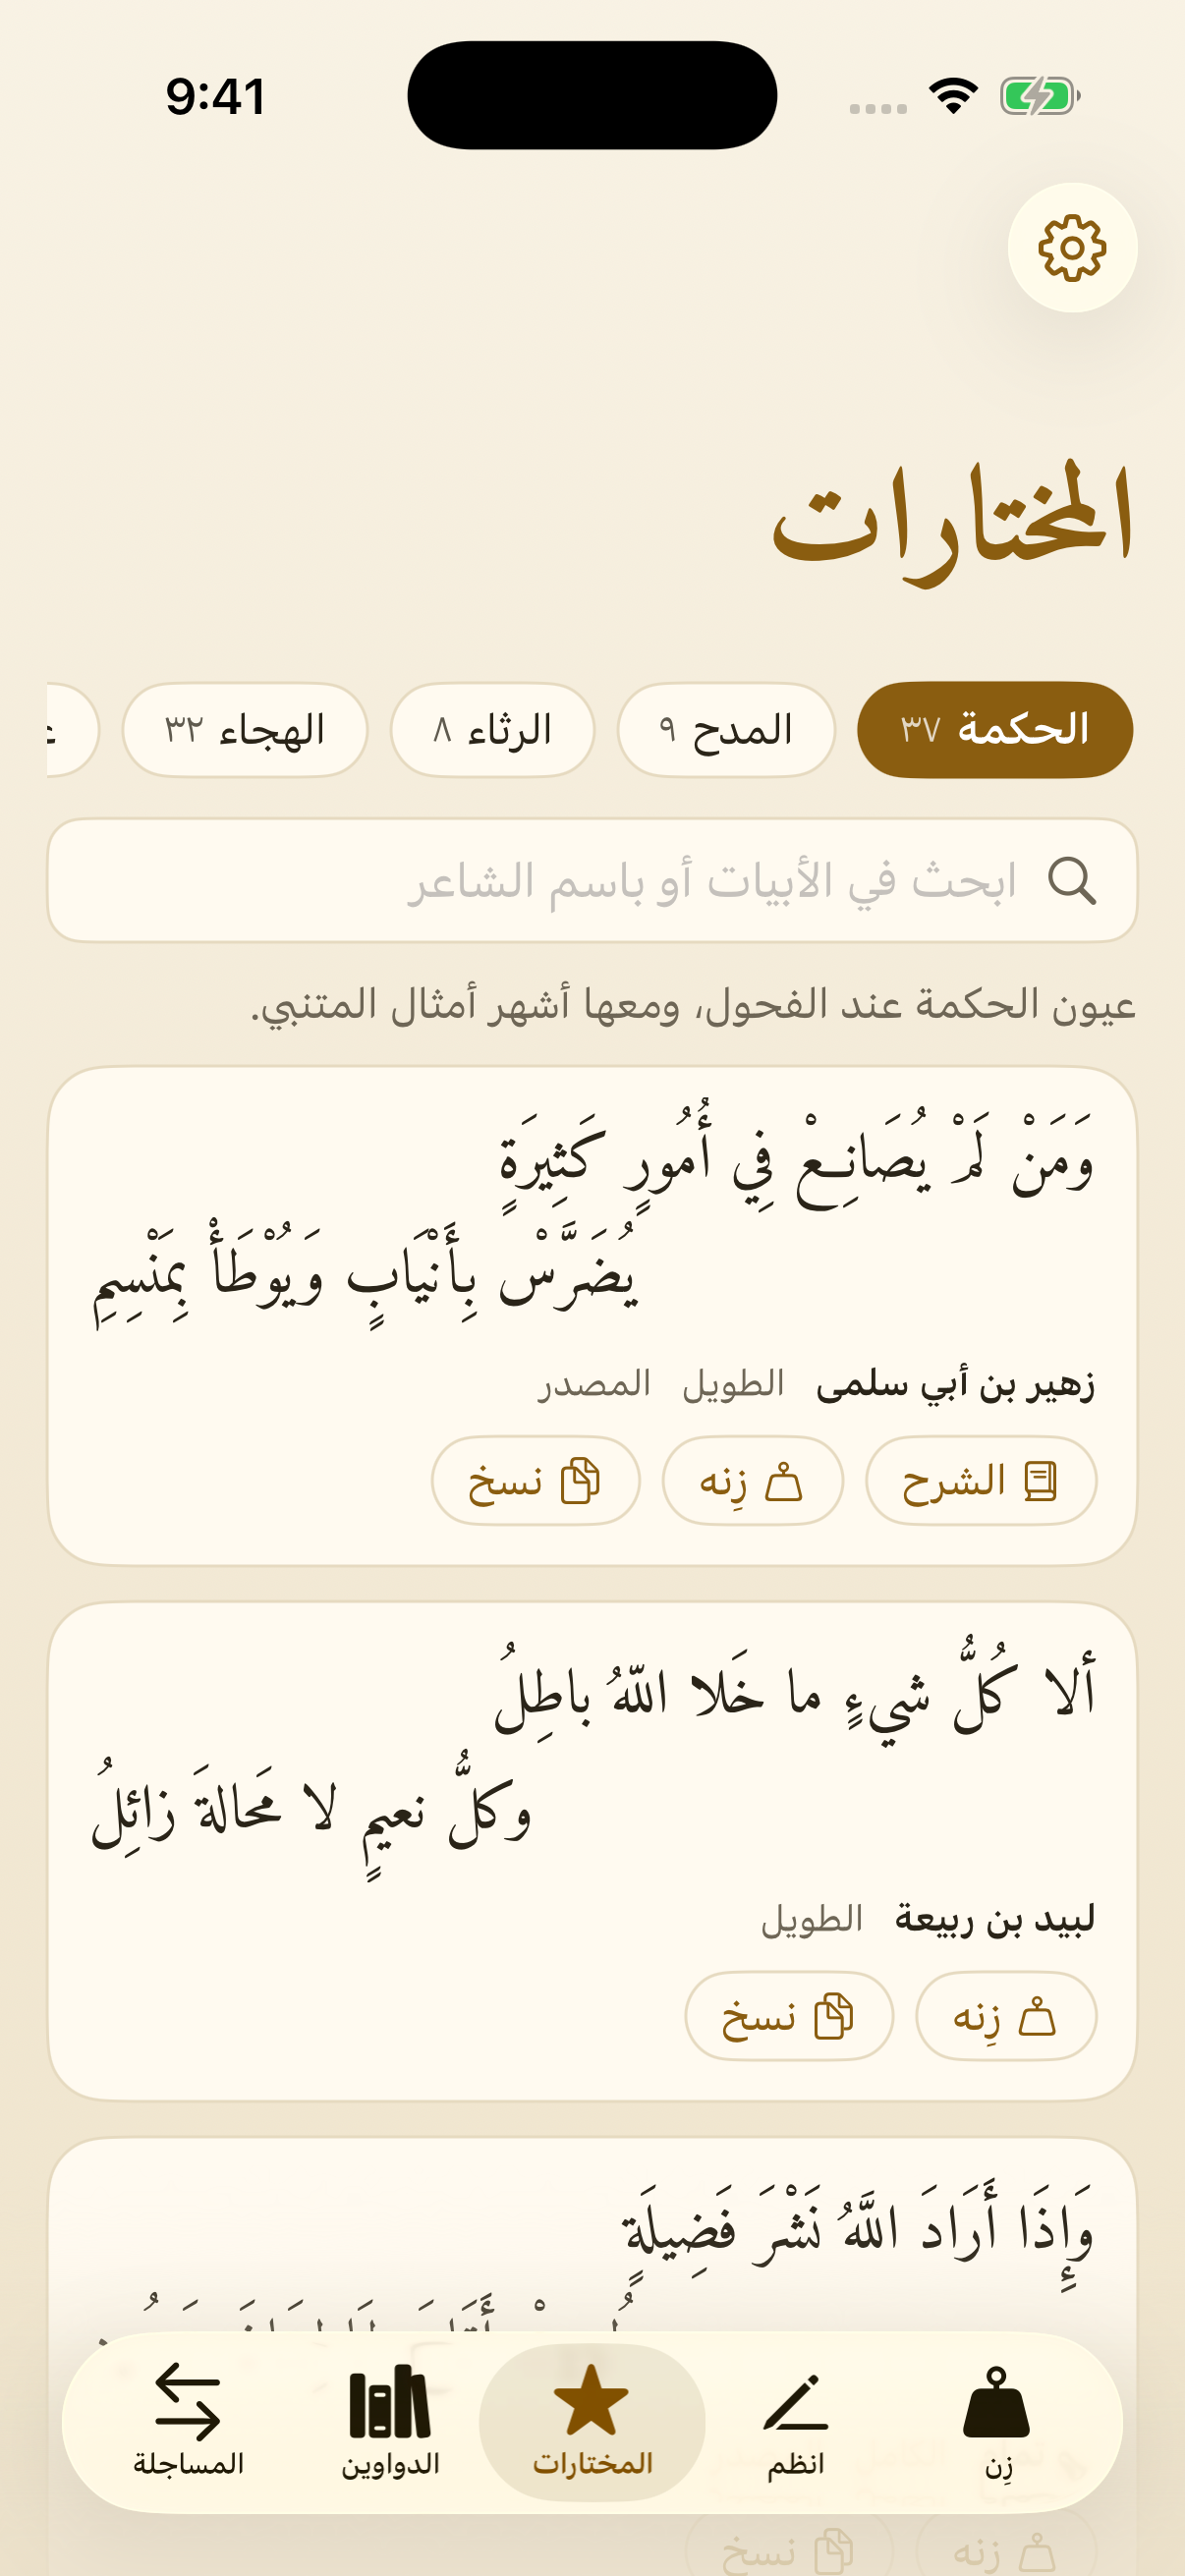 9:41
المختارات
الحكمة ٣٧ المدح ٩ الرثاء ٨ الهجاء ٣٢
ابحث في الأبيات أو باسم الشاعر
عيون الحكمة عند الفحول، ومعها أشهر أمثال المتنبي.
وَمَنْ لَمْ يُصَانِعْ فِي أُمُورٍ كَثِيرَةٍ
يُضَرَّسْ بِأَنْيَابٍ وَيُوْطَأْ بِمَنْسِمِ
زهير بن أبي سلمى الطويل المصدر
الشرح زِنه نسخ
ألا كُلُّ شيءٍ ما خَلا اللّهُ باطِلُ
وكلُّ نعيمٍ لا مَحالةَ زائِلُ
لبيد بن ربيعة الطويل
زِنه نسخ
وَإِذَا أَرَادَ اللَّهُ نَشْرَ فَضِيلَةٍ
زِن انظم المختارات الدواوين المساجلة
زِنه نسخ